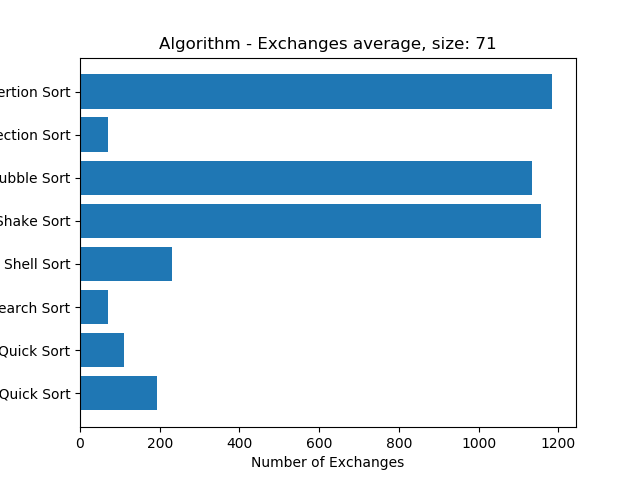 Algorithm - Exchanges average, size: 71
ertion Sort
ection Sort
ubble Sort
Shake Sort
Shell Sort
earch Sort
Quick Sort
Quick Sort
0 200 400 600 800 1000 1200
Number of Exchanges